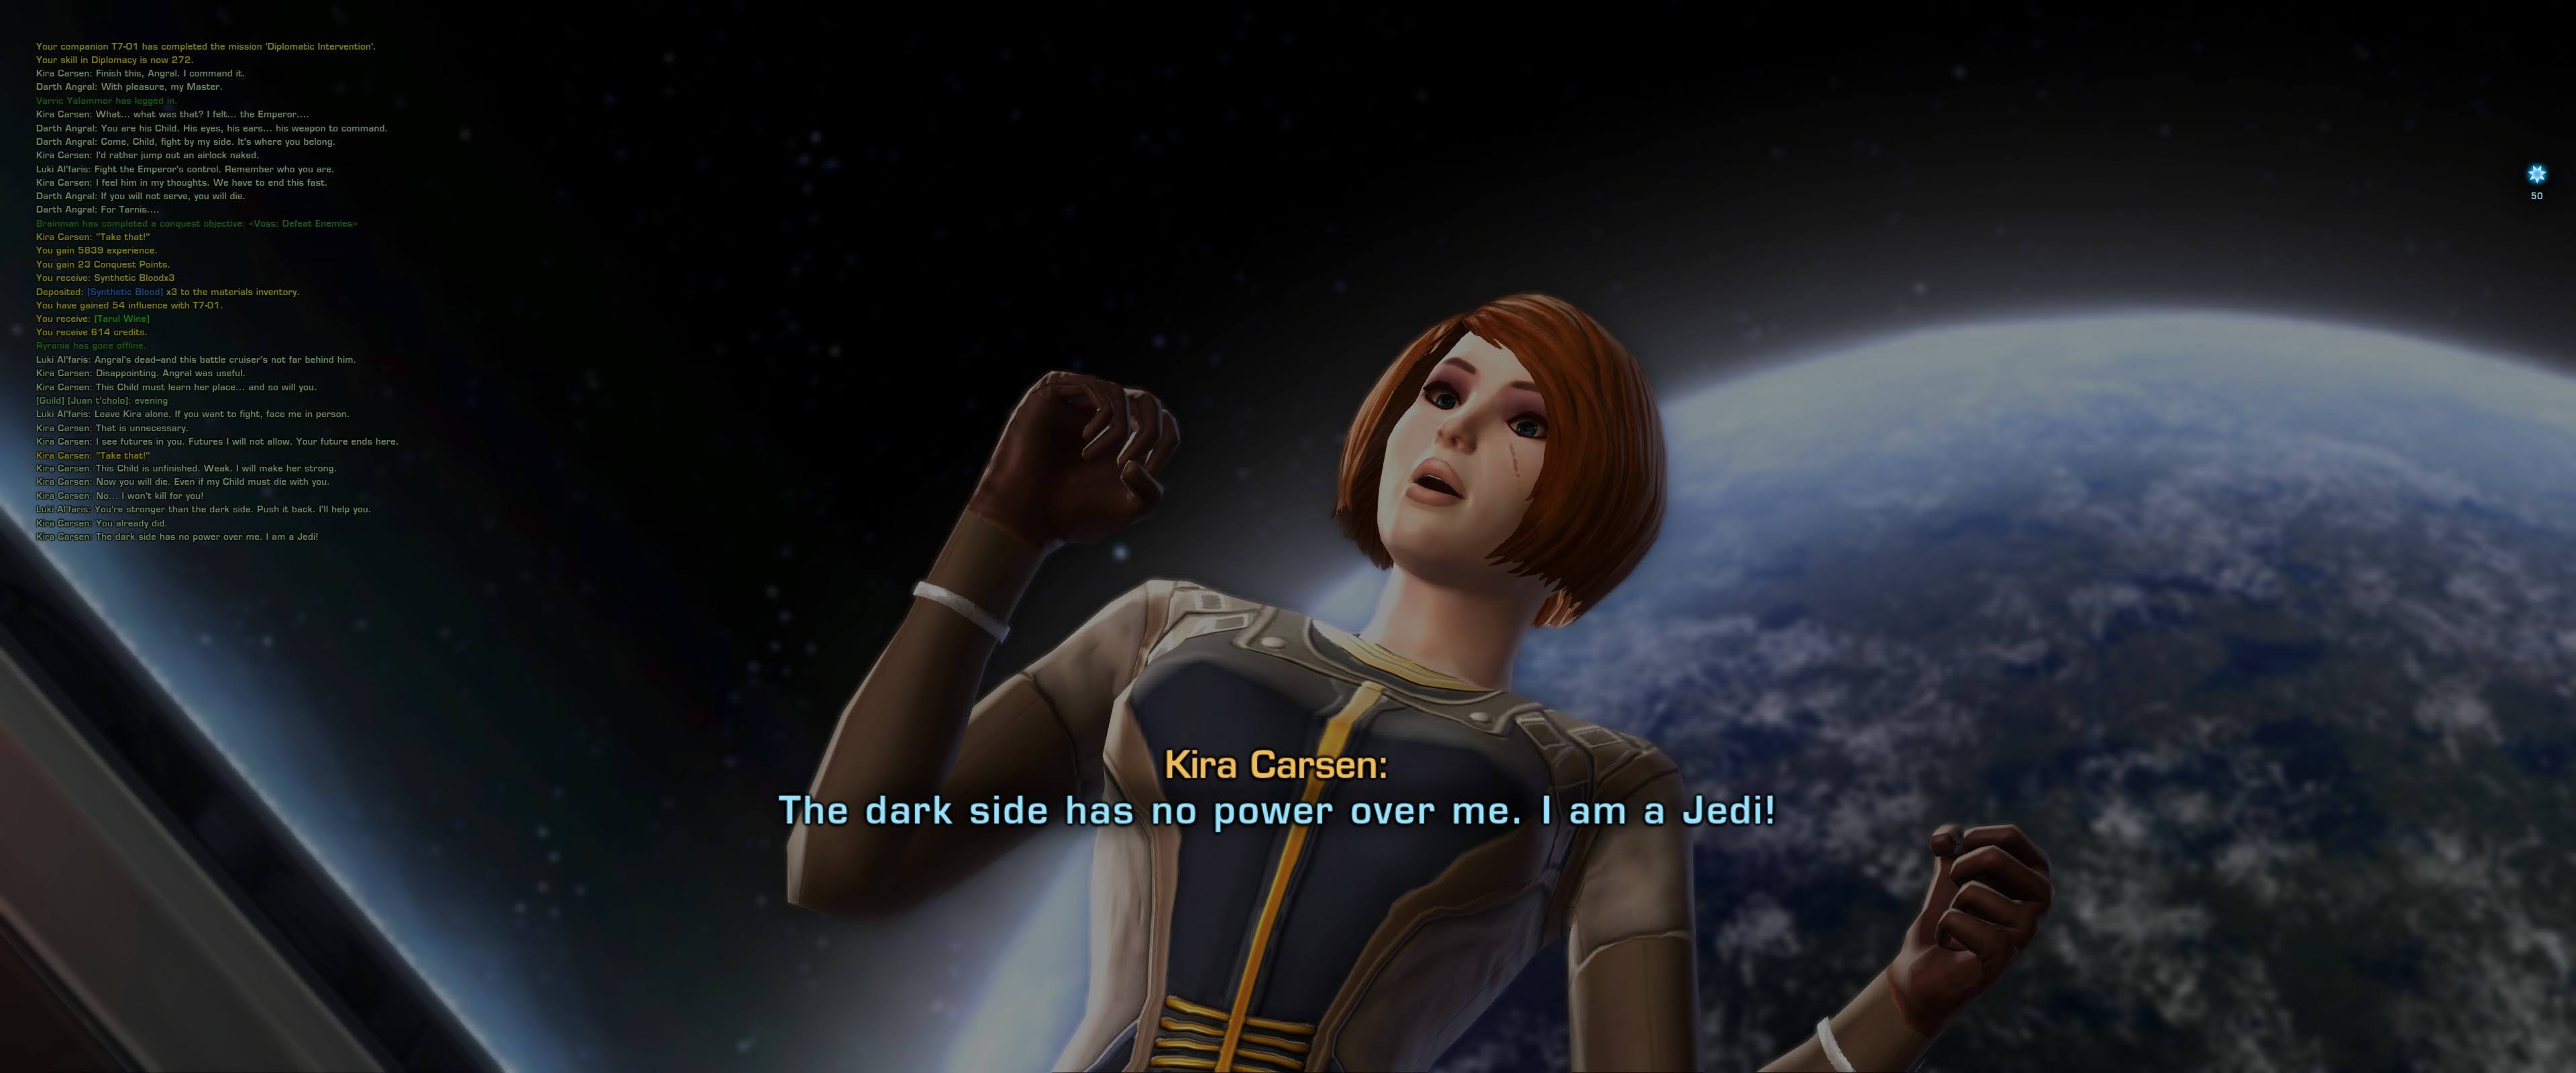 Your companion T7-01 has completed the mission 'Diplomatic Intervention'.
Your skill in Diplomacy is now 272.
Kira Carsen: Finish this, Angral. I command it.
Darth Angral: With pleasure, my Master.
Varric Yalammor has logged in.
Kira Carsen: What... what was that? I felt... the Emperor....
Darth Angral: You are his Child. His eyes, his ears... his weapon to command.
Darth Angral: Come, Child, fight by my side. It's where you belong.
Kira Carsen: I'd rather jump out an airlock naked.
Luki Al'faris: Fight the Emperor's control. Remember who you are.
Kira Carsen: I feel him in my thoughts. We have to end this fast.
Darth Angral: If you will not serve, you will die.
Darth Angral: For Tarnis....
Brainman has completed a conquest objective: <Voss: Defeat Enemies>
Kira Carsen: "Take that!"
You gain 5839 experience.
You gain 23 Conquest Points.
You receive: Synthetic Bloodx3
Deposited: [Synthetic Blood] x3 to the materials inventory.
You have gained 54 influence with T7-01.
You receive: [Tarul Wine]
You receive 614 credits.
Ryrania has gone offline.
Luki Al'faris: Angral's dead–and this battle cruiser's not far behind him.
Kira Carsen: Disappointing. Angral was useful.
Kira Carsen: This Child must learn her place... and so will you.
[Guild] [Juan t'cholo]: evening
Luki Al'faris: Leave Kira alone. If you want to fight, face me in person.
Kira Carsen: That is unnecessary.
Kira Carsen: I see futures in you. Futures I will not allow. Your future ends here.
Kira Carsen: "Take that!"
Kira Carsen: This Child is unfinished. Weak. I will make her strong.
Kira Carsen: Now you will die. Even if my Child must die with you.
Kira Carsen: No... I won't kill for you!
Luki Al'faris: You're stronger than the dark side. Push it back. I'll help you.
Kira Carsen: You already did.
Kira Carsen: The dark side has no power over me. I am a Jedi!
50
Kira Carsen:
The dark side has no power over me. I am a Jedi!